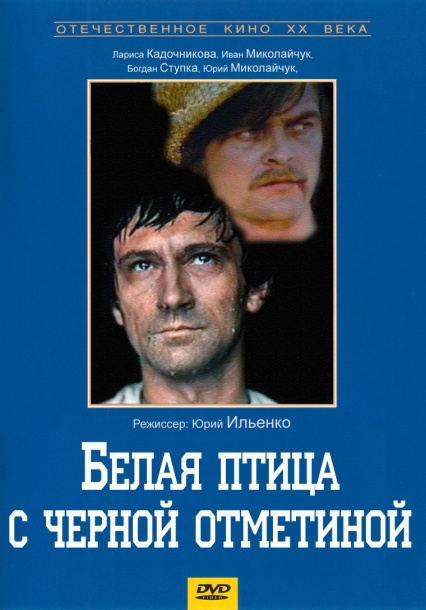 ОТЕЧЕСТВЕННОЕ КИНО XX ВЕКА
Лариса Кадочникова, Иван Миколайчук,
Богдан Ступка, Юрий Миколайчук,
Режиссер: Юрий Ильенко
БЕЛАЯ ПТИЦА
С ЧЕРНОЙ ОТМЕТИНОЙ
DVD
VIDEO